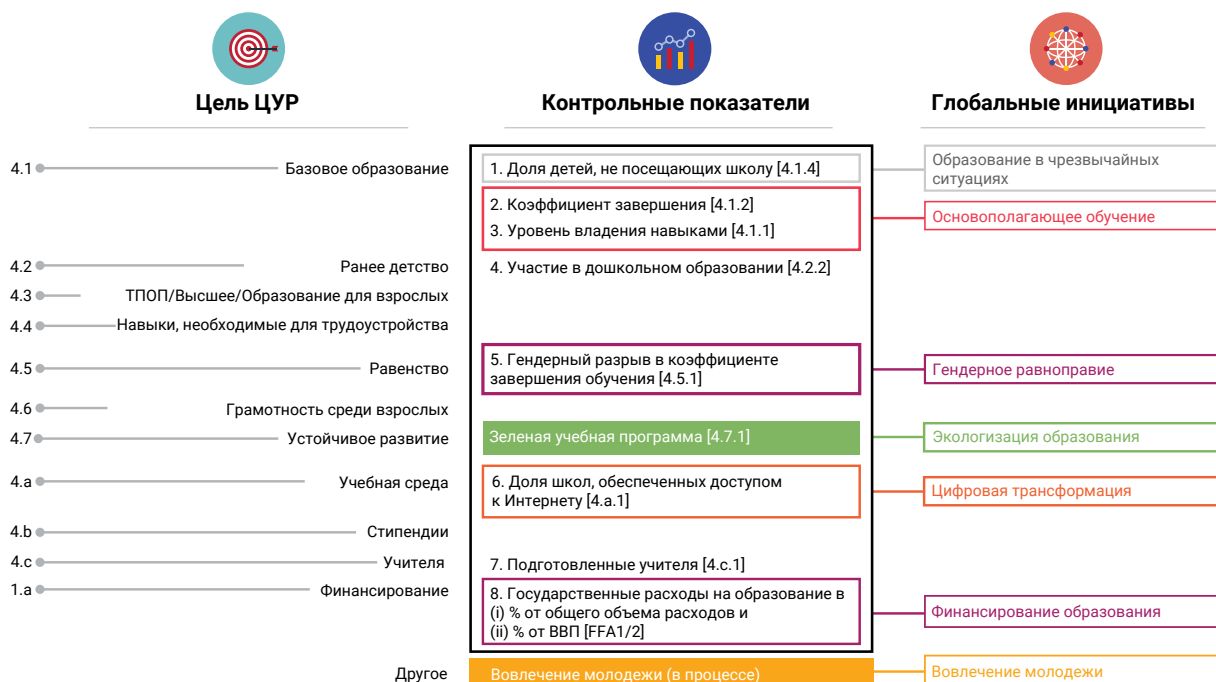 Цель ЦУР
Контрольные показатели
Глобальные инициативы
4.1 Базовое образование
1. Доля детей, не посещающих школу [4.1.4]
Образование в чрезвычайных
ситуациях
2. Коэффициент завершения [4.1.2]
3. Уровень владения навыками [4.1.1]
Основополагающее обучение
4.2 Ранее детство
4. Участие в дошкольном образовании [4.2.2]
4.3 ТПОП/Высшее/Образование для взрослых
4.4 Навыки, необходимые для трудоустройства
4.5 Равенство
5. Гендерный разрыв в коэффициенте
завершения обучения [4.5.1]
Гендерное равноправие
4.6 Грамотность среди взрослых
4.7 Устойчивое развитие
Зеленая учебная программа [4.7.1]
Экологизация образования
4.a Учебная среда
6. Доля школ, обеспеченных доступом
к Интернету [4.a.1]
Цифровая трансформация
4.b Стипендии
4.c Учителя
7. Подготовленные учителя [4.c.1]
1.a Финансирование
8. Государственные расходы на образование в
(i) % от общего объема расходов и
(ii) % от ВВП [FFA1/2]
Финансирование образования
Другое
Вовлечение молодежи (в процессе)
Вовлечение молодежи